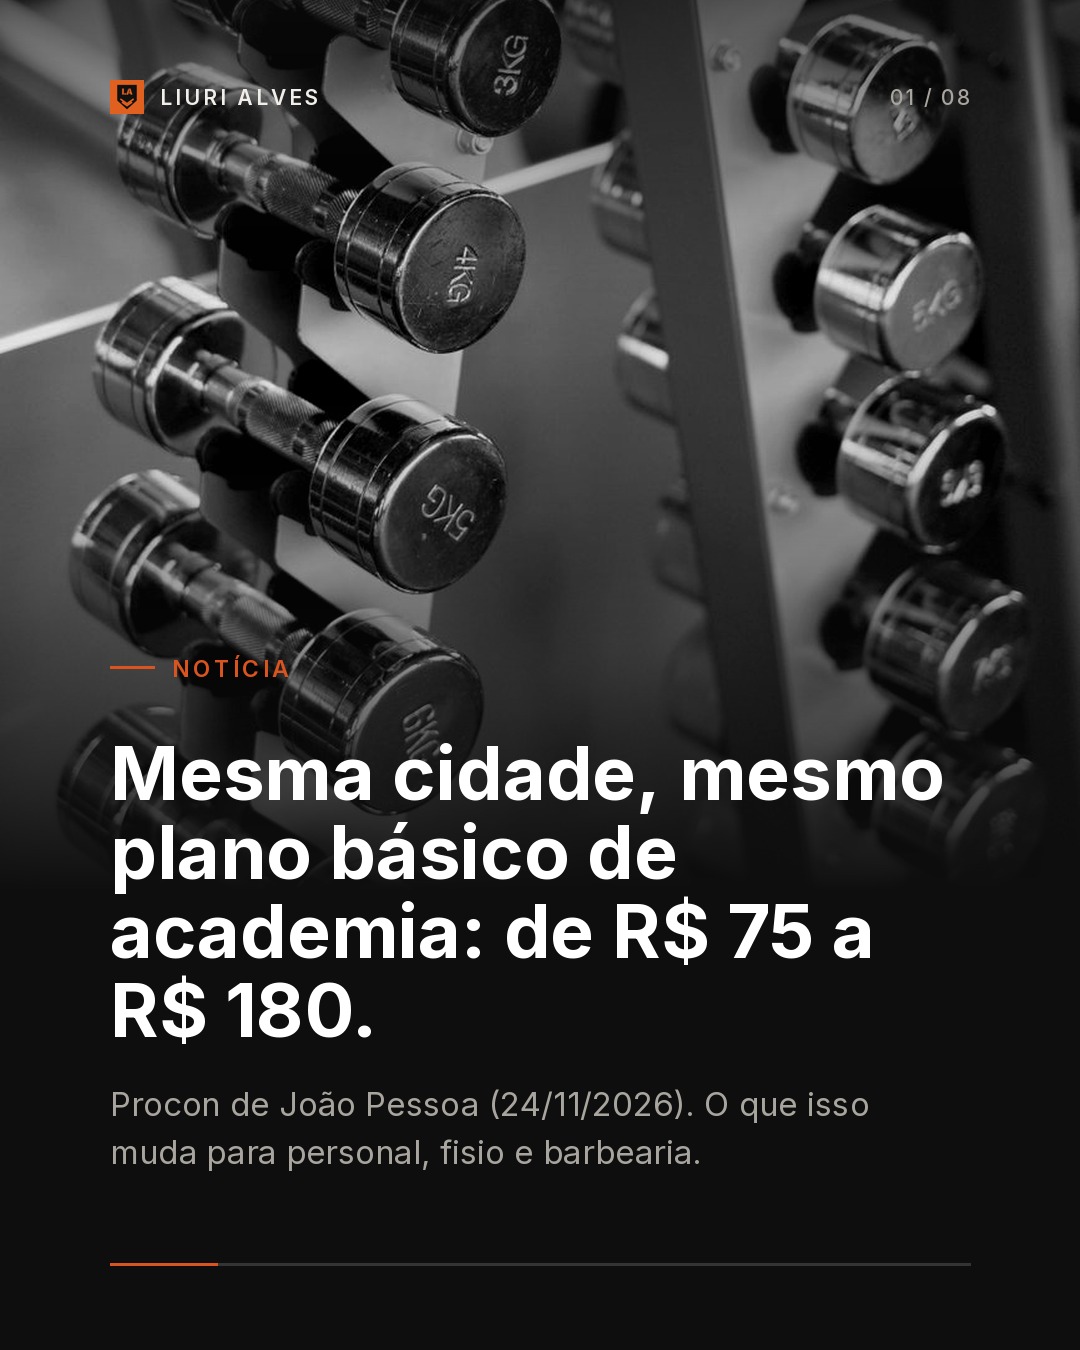 3KG
LIURI ALVES
01 / 08
4KG
5KG
5KG
NOTÍCIA
Mesma cidade, mesmo
plano básico de
academia: de R$ 75 a
R$ 180.
Procon de João Pessoa (24/11/2026). O que isso
muda para personal, fisio e barbearia.